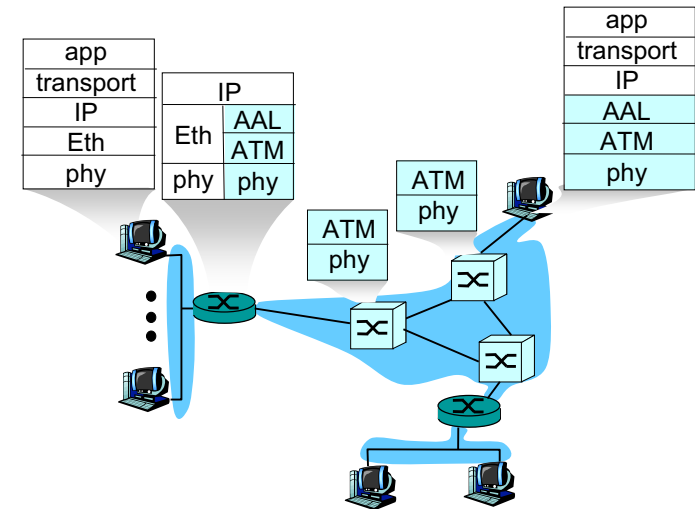 app
transport
IP
Eth
phy
IP
Eth
AAL
ATM
phy
phy
ATM
phy
ATM
phy
app
transport
IP
AAL
ATM
phy